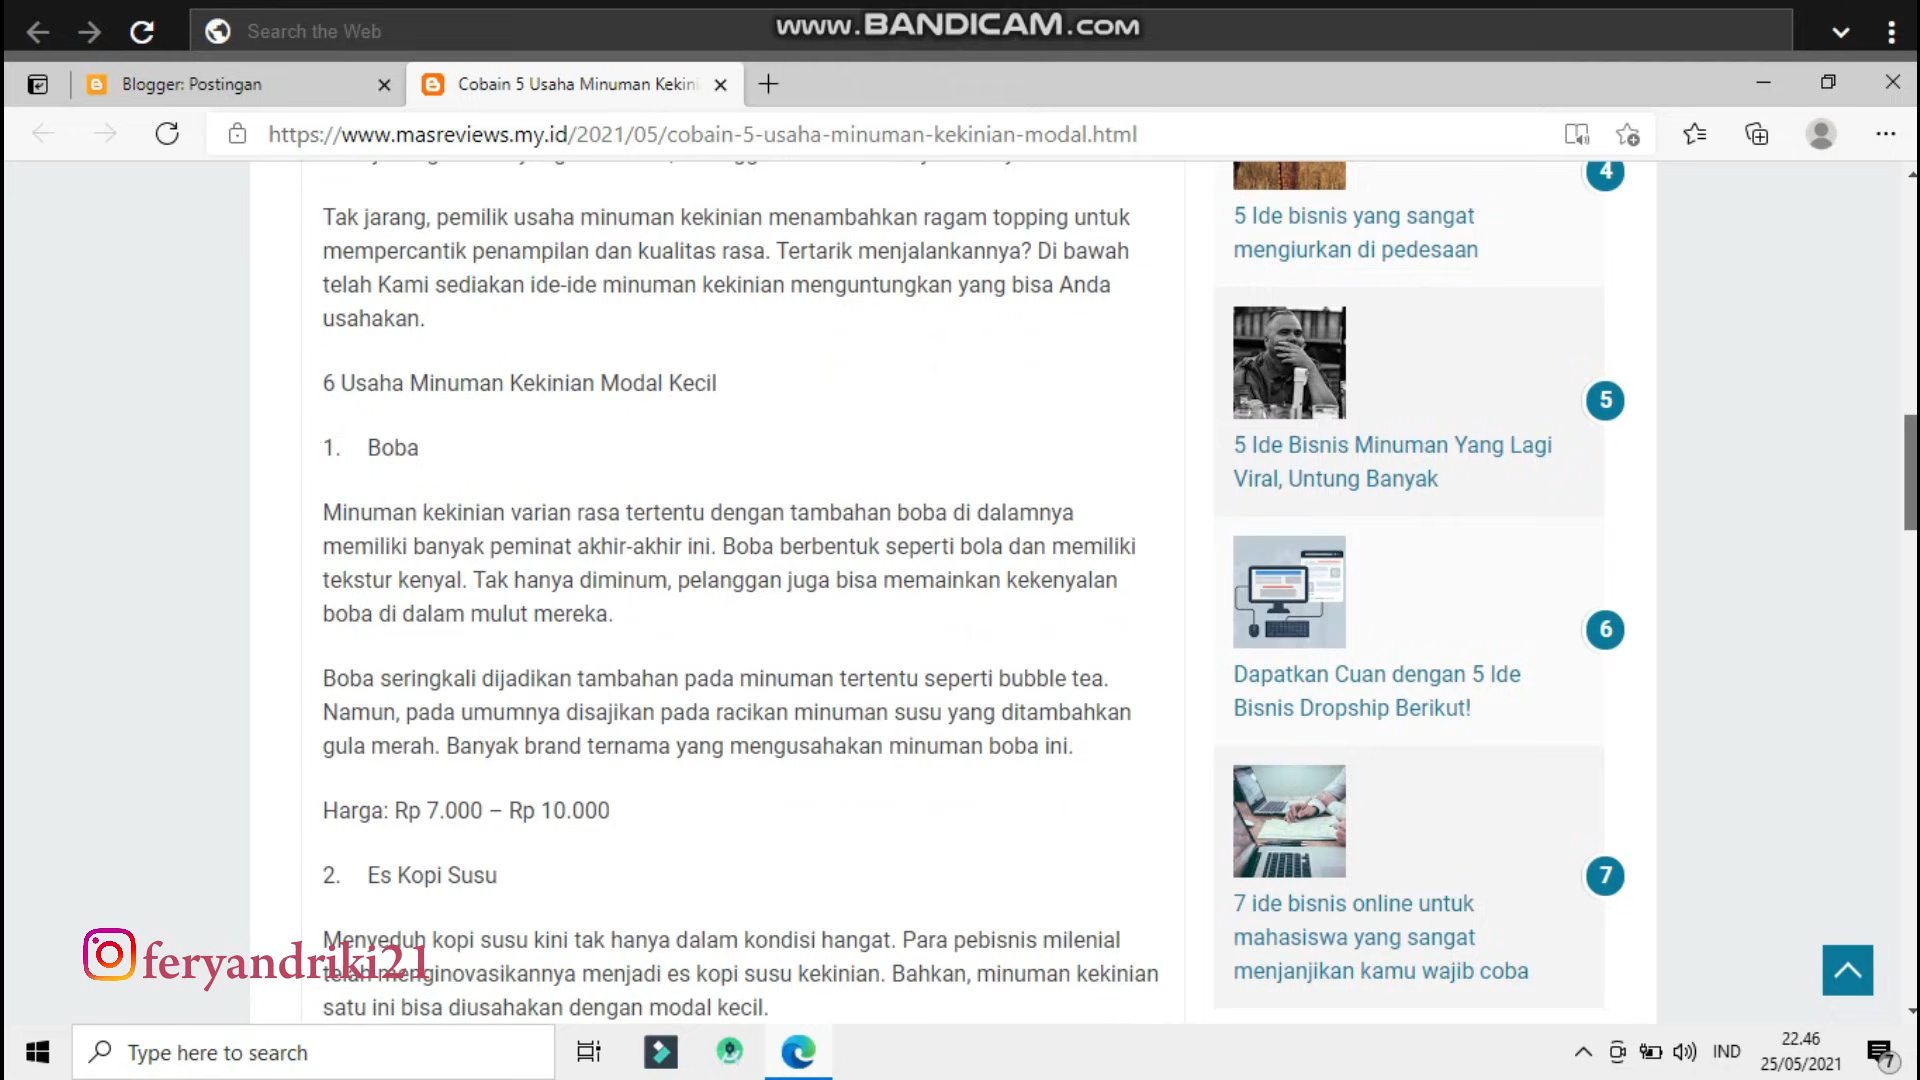 Search the Web
www.BANDICAM.com
Blogger: Postingan
Cobain 5 Usaha Minuman Kekini
https://www.masreviews.my.id/2021/05/cobain-5-usaha-minuman-kekinian-modal.html
Tak jarang, pemilik usaha minuman kekinian menambahkan ragam topping untuk
mempercantik penampilan dan kualitas rasa. Tertarik menjalankannya? Di bawah
telah Kami sediakan ide-ide minuman kekinian menguntungkan yang bisa Anda
usahakan.
6 Usaha Minuman Kekinian Modal Kecil
1. Boba
Minuman kekinian varian rasa tertentu dengan tambahan boba di dalamnya
memiliki banyak peminat akhir-akhir ini. Boba berbentuk seperti bola dan memiliki
tekstur kenyal. Tak hanya diminum, pelanggan juga bisa memainkan kekenyalan
boba di dalam mulut mereka.
Boba seringkali dijadikan tambahan pada minuman tertentu seperti bubble tea.
Namun, pada umumnya disajikan pada racikan minuman susu yang ditambahkan
gula merah. Banyak brand ternama yang mengusahakan minuman boba ini.
Harga: Rp 7.000 – Rp 10.000
2. Es Kopi Susu
Menyeduh kopi susu kini tak hanya dalam kondisi hangat. Para pebisnis milenial
telah menginovasikannya menjadi es kopi susu kekinian. Bahkan, minuman kekinian
satu ini bisa diusahakan dengan modal kecil.
feryandriki21
4
5 Ide bisnis yang sangat
mengiurkan di pedesaan
5
5 Ide Bisnis Minuman Yang Lagi
Viral, Untung Banyak
6
Dapatkan Cuan dengan 5 Ide
Bisnis Dropship Berikut!
7
7 ide bisnis online untuk
mahasiswa yang sangat
menjanjikan kamu wajib coba
Type here to search
IND
22.46
25/05/2021
7